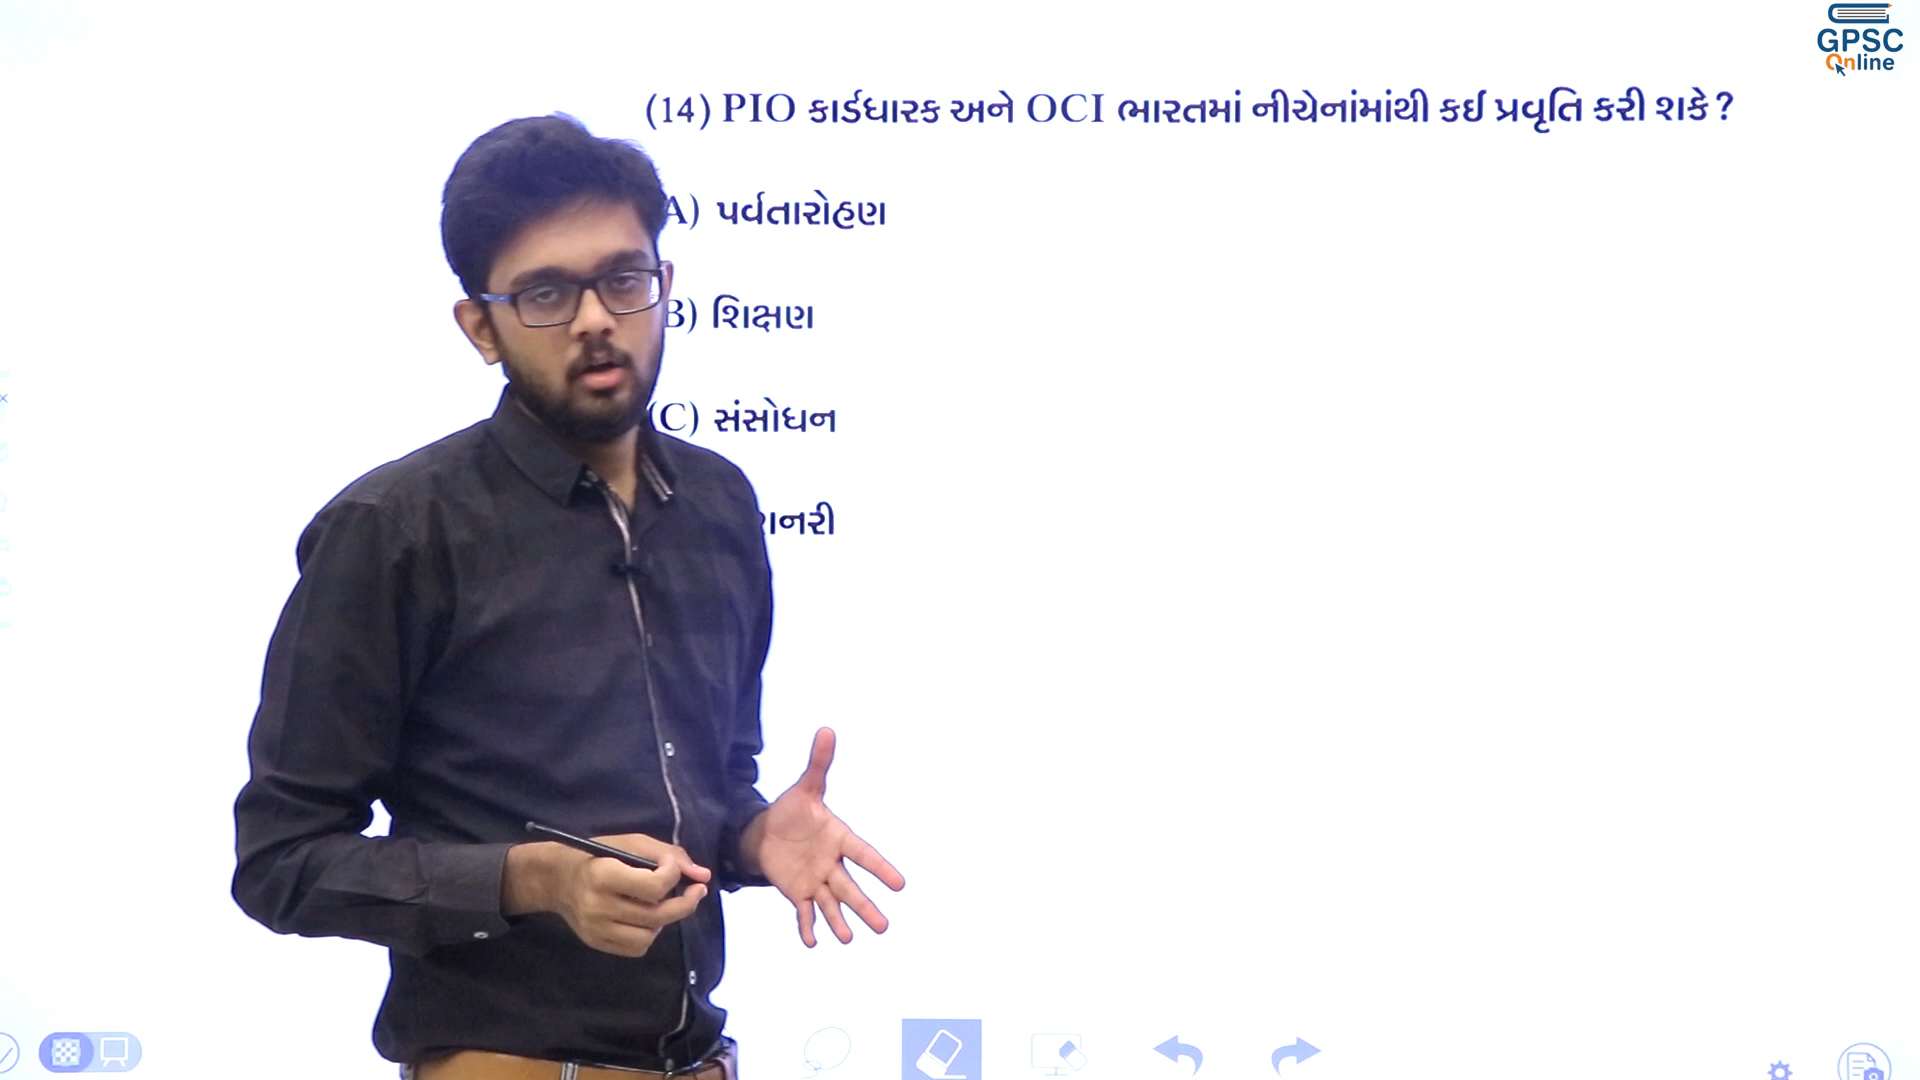 GPSC
Online
(14) PIO કાર્ડધારક અને OCI ભારતમાં નીચેનાંમાંથી કઈ પ્રવૃતિ કરી શકે ?
A) પર્વતારોહણ
B) શિક્ષણ
(C) સંસોધન